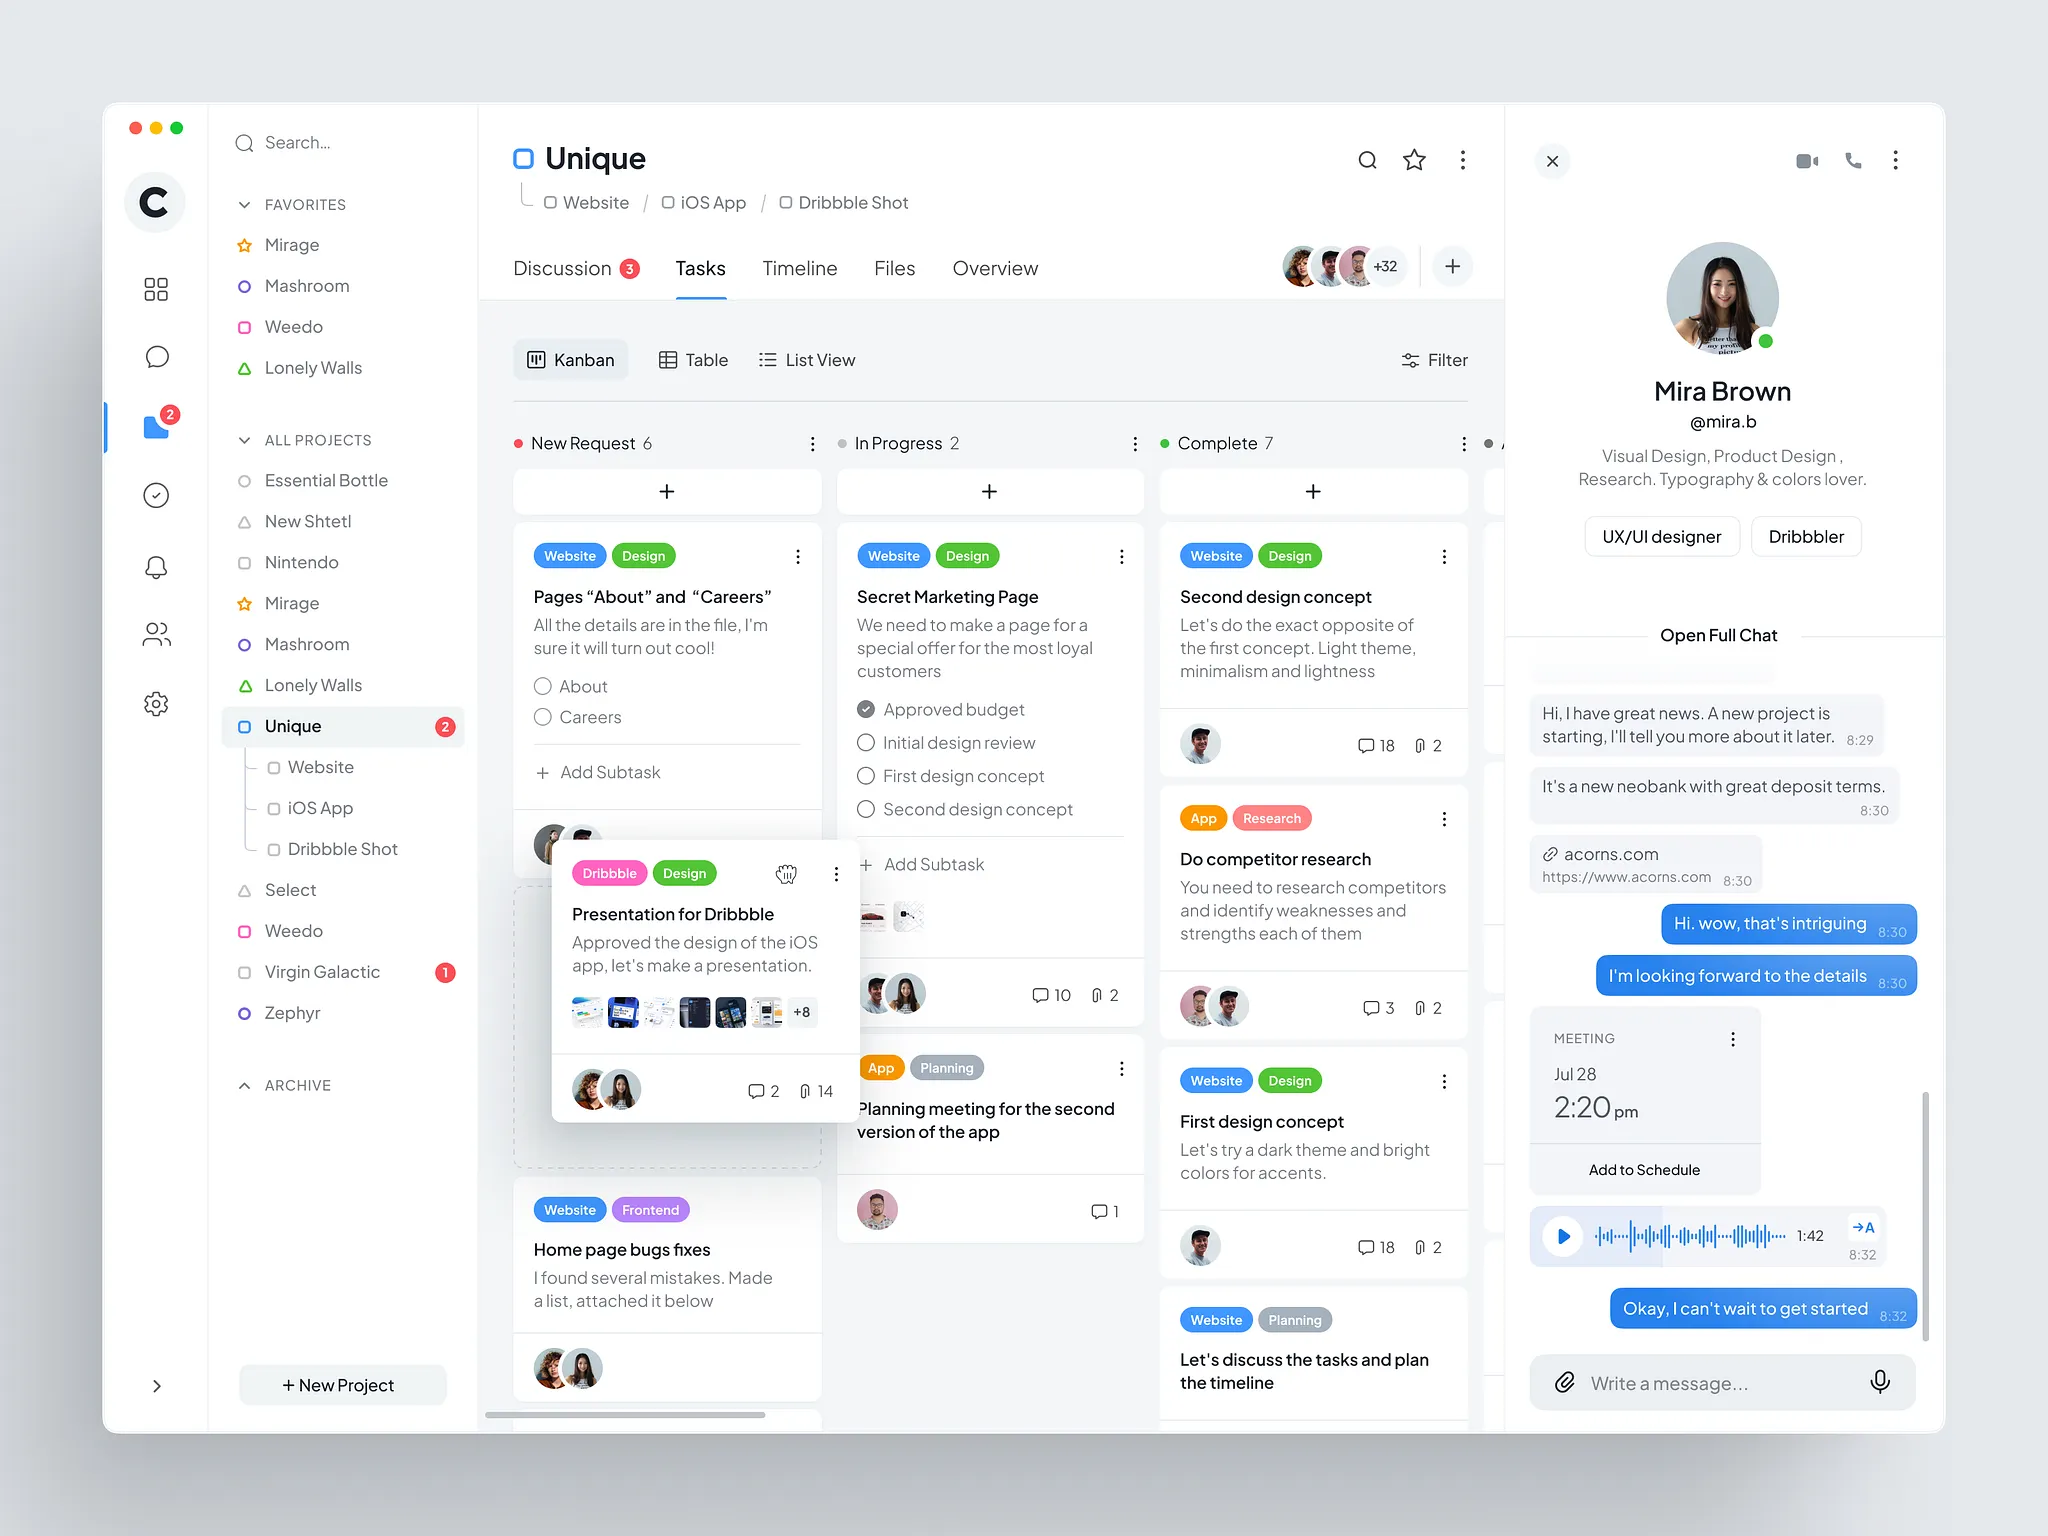 C
2
Search...
FAVORITES
Mirage
Mashroom
Weedo
Lonely Walls
ALL PROJECTS
Essential Bottle
New Shtetl
Nintendo
Mirage
Mashroom
Lonely Walls
Unique 2
Website
iOS App
Dribbble Shot
Select
Weedo
Virgin Galactic 1
Zephyr
ARCHIVE
+ New Project
Unique
Website / iOS App / Dribbble Shot
Discussion 3 Tasks Timeline Files Overview
+32
Kanban Table List View Filter
New Request 6
Website Design
Pages “About” and “Careers”
All the details are in the file, I'm
sure it will turn out cool!
About
Careers
+ Add Subtask
Dribbble Design
Presentation for Dribbble
Approved the design of the iOS
app, let's make a presentation.
+8
2 14
Website Frontend
Home page bugs fixes
I found several mistakes. Made
a list, attached it below
In Progress 2
Website Design
Secret Marketing Page
We need to make a page for a
special offer for the most loyal
customers
Approved budget
Initial design review
First design concept
Second design concept
+ Add Subtask
10 2
App Planning
Planning meeting for the second
version of the app
1
Complete 7
Website Design
Second design concept
Let's do the exact opposite of
the first concept. Light theme,
minimalism and lightness
18 2
App Research
Do competitor research
You need to research competitors
and identify weaknesses and
strengths each of them
3 2
Website Design
First design concept
Let's try a dark theme and bright
colors for accents.
18 2
Website Planning
Let's discuss the tasks and plan
the timeline
Mira Brown
@mira.b
Visual Design, Product Design ,
Research. Typography & colors lover.
UX/UI designer Dribbbler
Open Full Chat
Hi, I have great news. A new project is
starting, I'll tell you more about it later. 8:29
It's a new neobank with great deposit terms.
8:30
acorns.com
https://www.acorns.com 8:30
Hi. wow, that's intriguing 8:30
I'm looking forward to the details 8:30
MEETING
Jul 28
2:20 pm
Add to Schedule
1:42 →A
8:32
Okay, I can't wait to get started 8:32
Write a message...